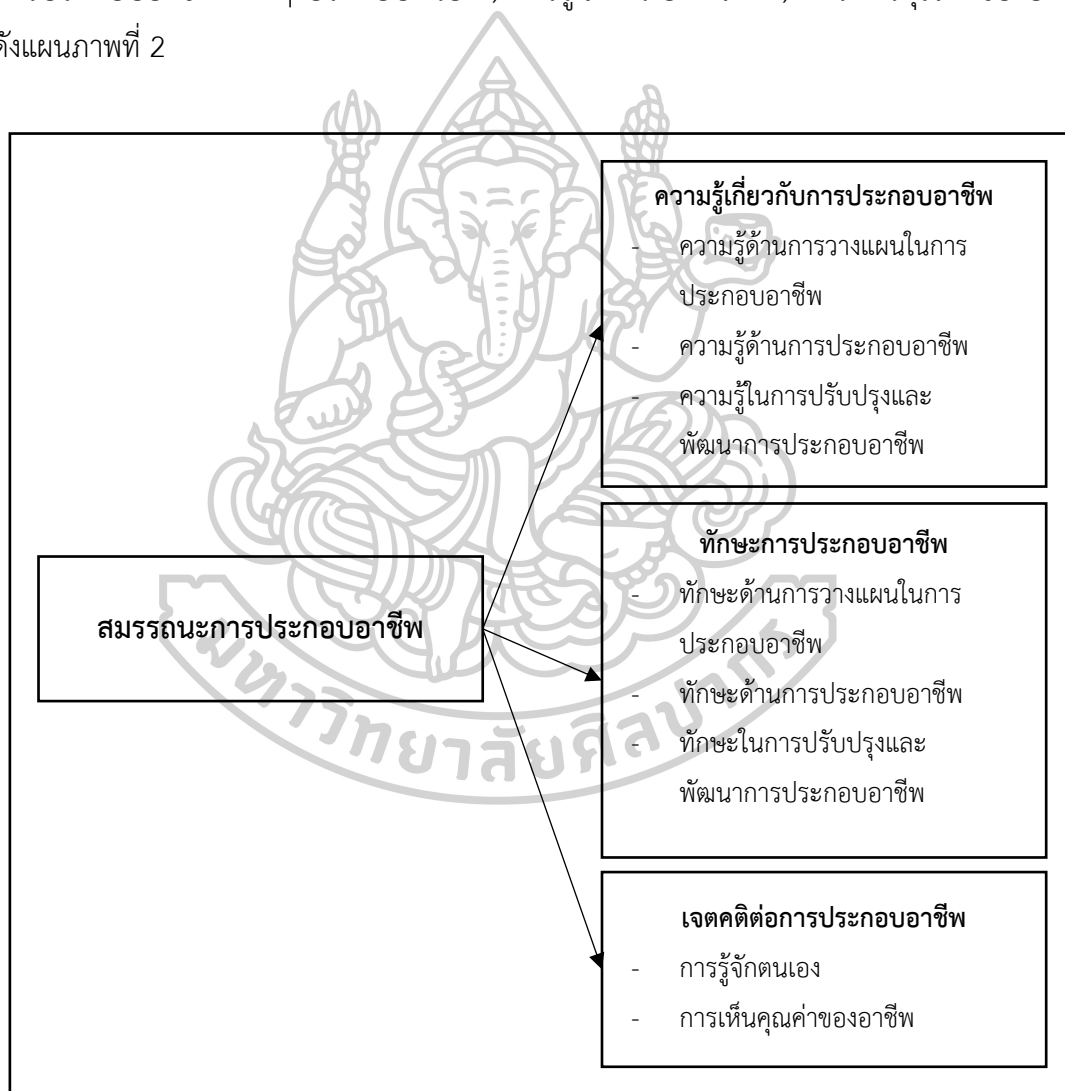 ดังแผนภาพที่ 2
ความรู้เกี่ยวกับการประกอบอาชีพ
- ความรู้ด้านการวางแผนในการ
ประกอบอาชีพ
- ความรู้ด้านการประกอบอาชีพ
- ความรู้ในการปรับปรุงและ
พัฒนาการประกอบอาชีพ
สมรรถนะการประกอบอาชีพ
ทักษะการประกอบอาชีพ
- ทักษะด้านการวางแผนในการ
ประกอบอาชีพ
- ทักษะด้านการประกอบอาชีพ
- ทักษะในการปรับปรุงและ
พัฒนาการประกอบอาชีพ
เจตคติต่อการประกอบอาชีพ
- การรู้จักตนเอง
- การเห็นคุณค่าของอาชีพ
มหาวิทยาลัยศิลปากร